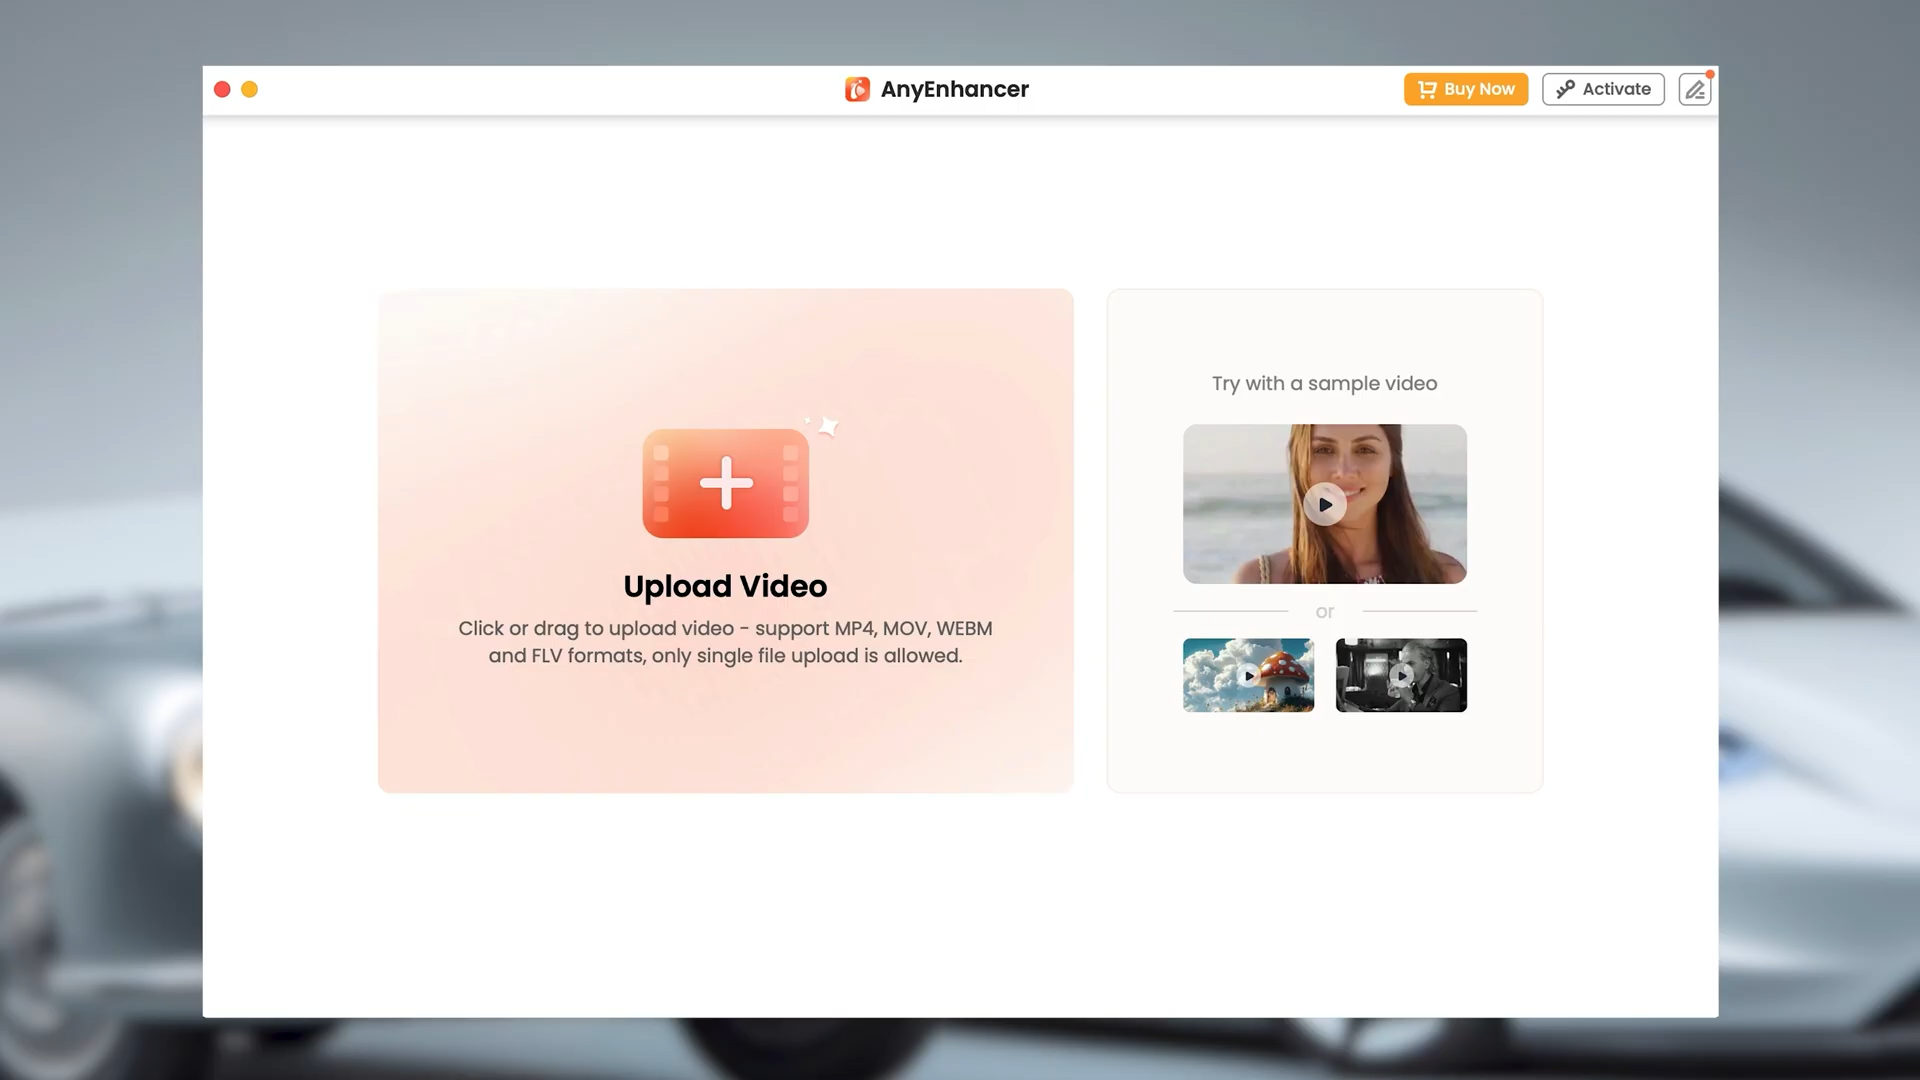 AnyEnhancer
Buy Now
Activate
Upload Video
Click or drag to upload video - support MP4, MOV, WEBM
and FLV formats, only single file upload is allowed.
Try with a sample video
or